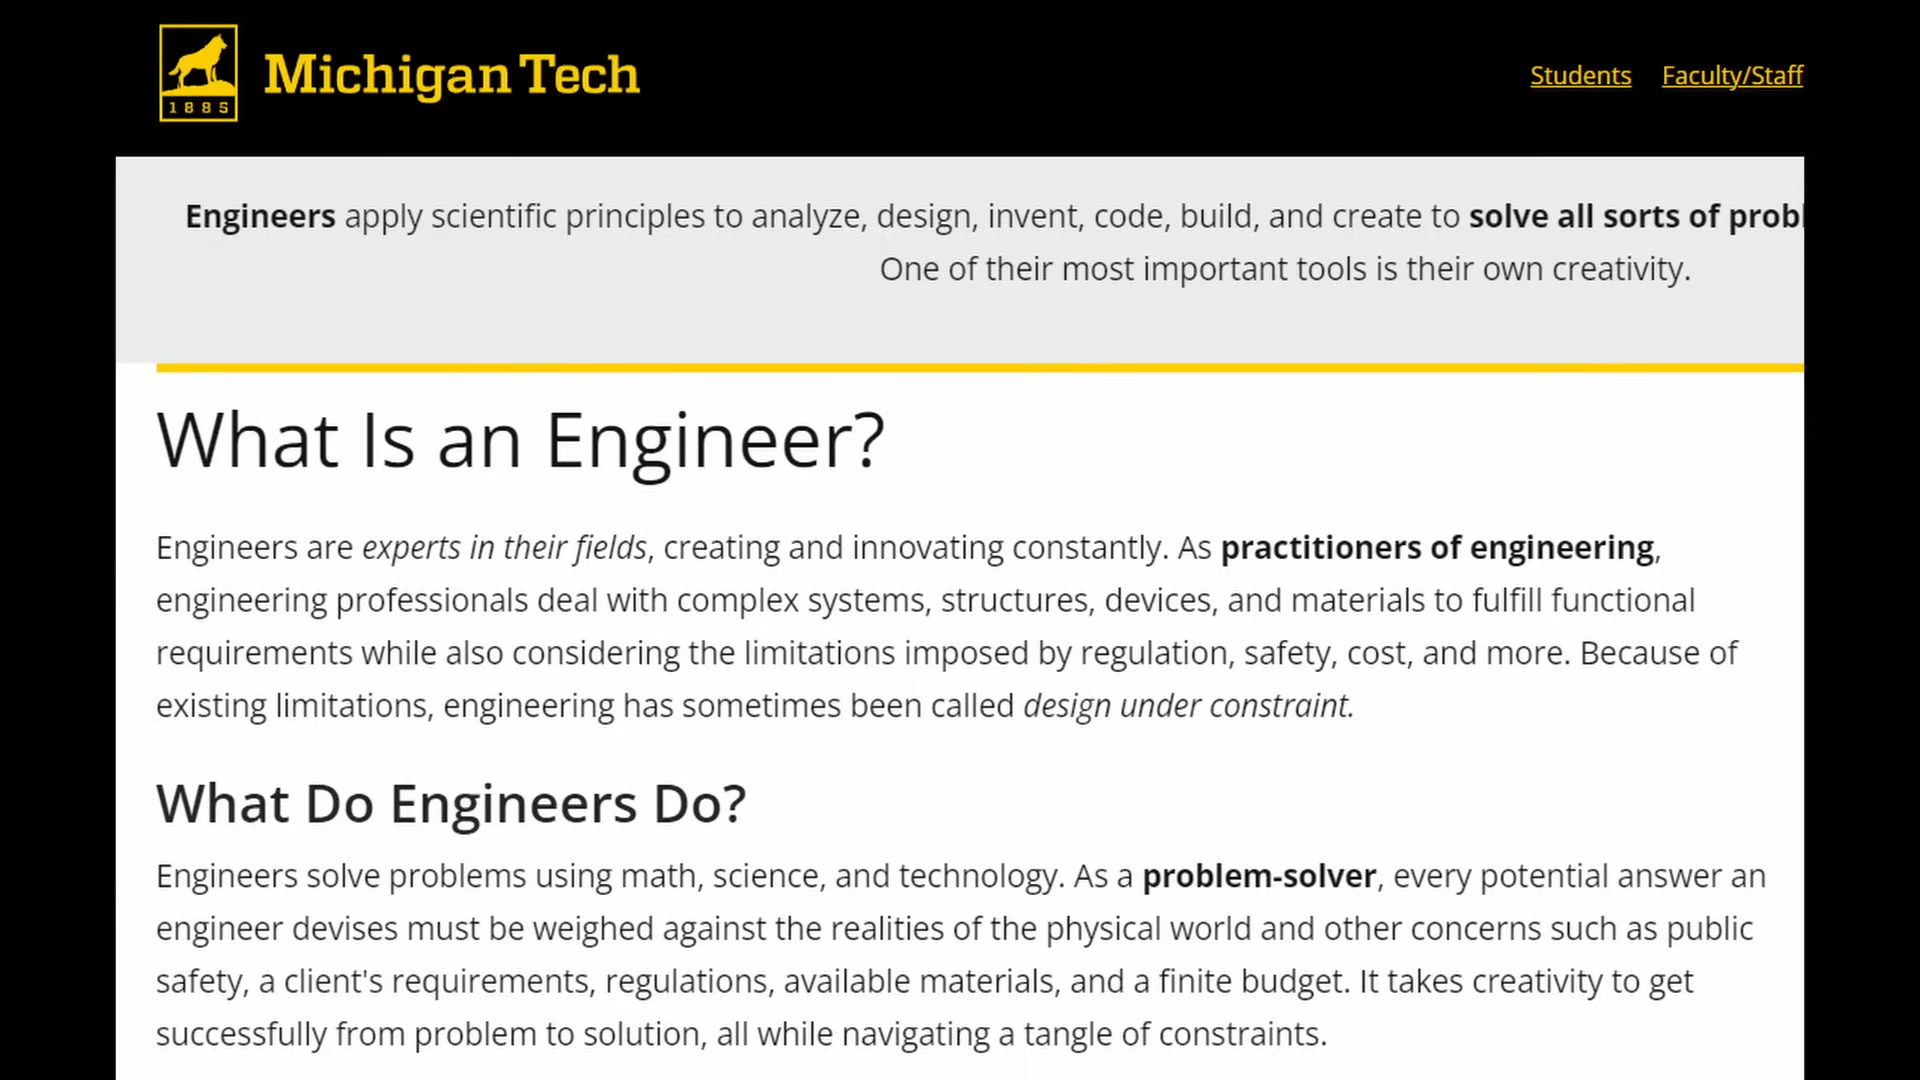 1885
Michigan Tech
Students Faculty/Staff
Engineers apply scientific principles to analyze, design, invent, code, build, and create to solve all sorts of
One of their most important tools is their own creativity.
What Is an Engineer?
Engineers are experts in their fields, creating and innovating constantly. As practitioners of engineering,
engineering professionals deal with complex systems, structures, devices, and materials to fulfill functional
requirements while also considering the limitations imposed by regulation, safety, cost, and more. Because of
existing limitations, engineering has sometimes been called design under constraint.
What Do Engineers Do?
Engineers solve problems using math, science, and technology. As a problem-solver, every potential answer an
engineer devises must be weighed against the realities of the physical world and other concerns such as public
safety, a client's requirements, regulations, available materials, and a finite budget. It takes creativity to get
successfully from problem to solution, all while navigating a tangle of constraints.